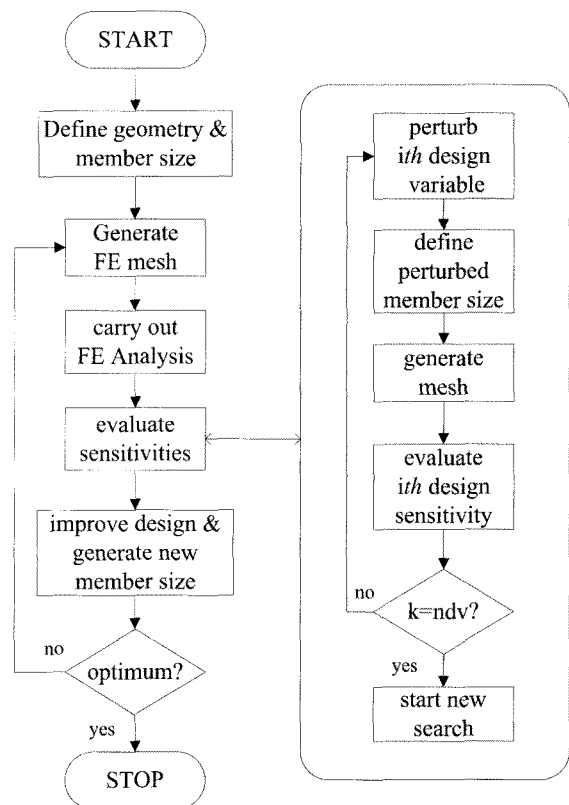 START
Define geometry &
member size
Generate
FE mesh
carry out
FE Analysis
evaluate
sensitivities
improve design &
generate new
member size
no
optimum?
yes
STOP
perturb
ith design
variable
define
perturbed
member size
generate
mesh
evaluate
ith design
sensitivity
no
k=ndv?
yes
start new
search